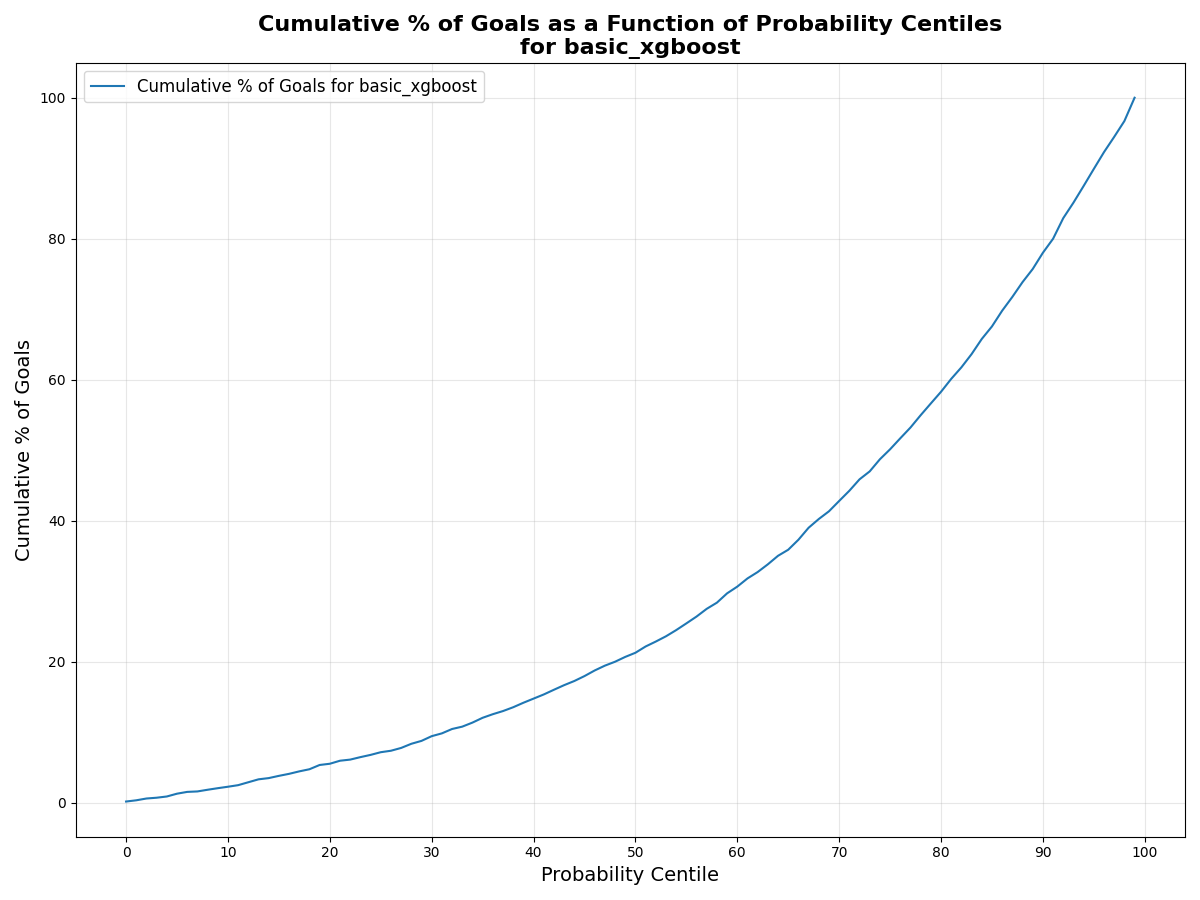 Cumulative % of Goals as a Function of Probability Centiles
for basic_xgboost
Cumulative % of Goals for basic_xgboost
Cumulative % of Goals
100
80
60
40
20
0
0 10 20 30 40 50 60 70 80 90 100
Probability Centile